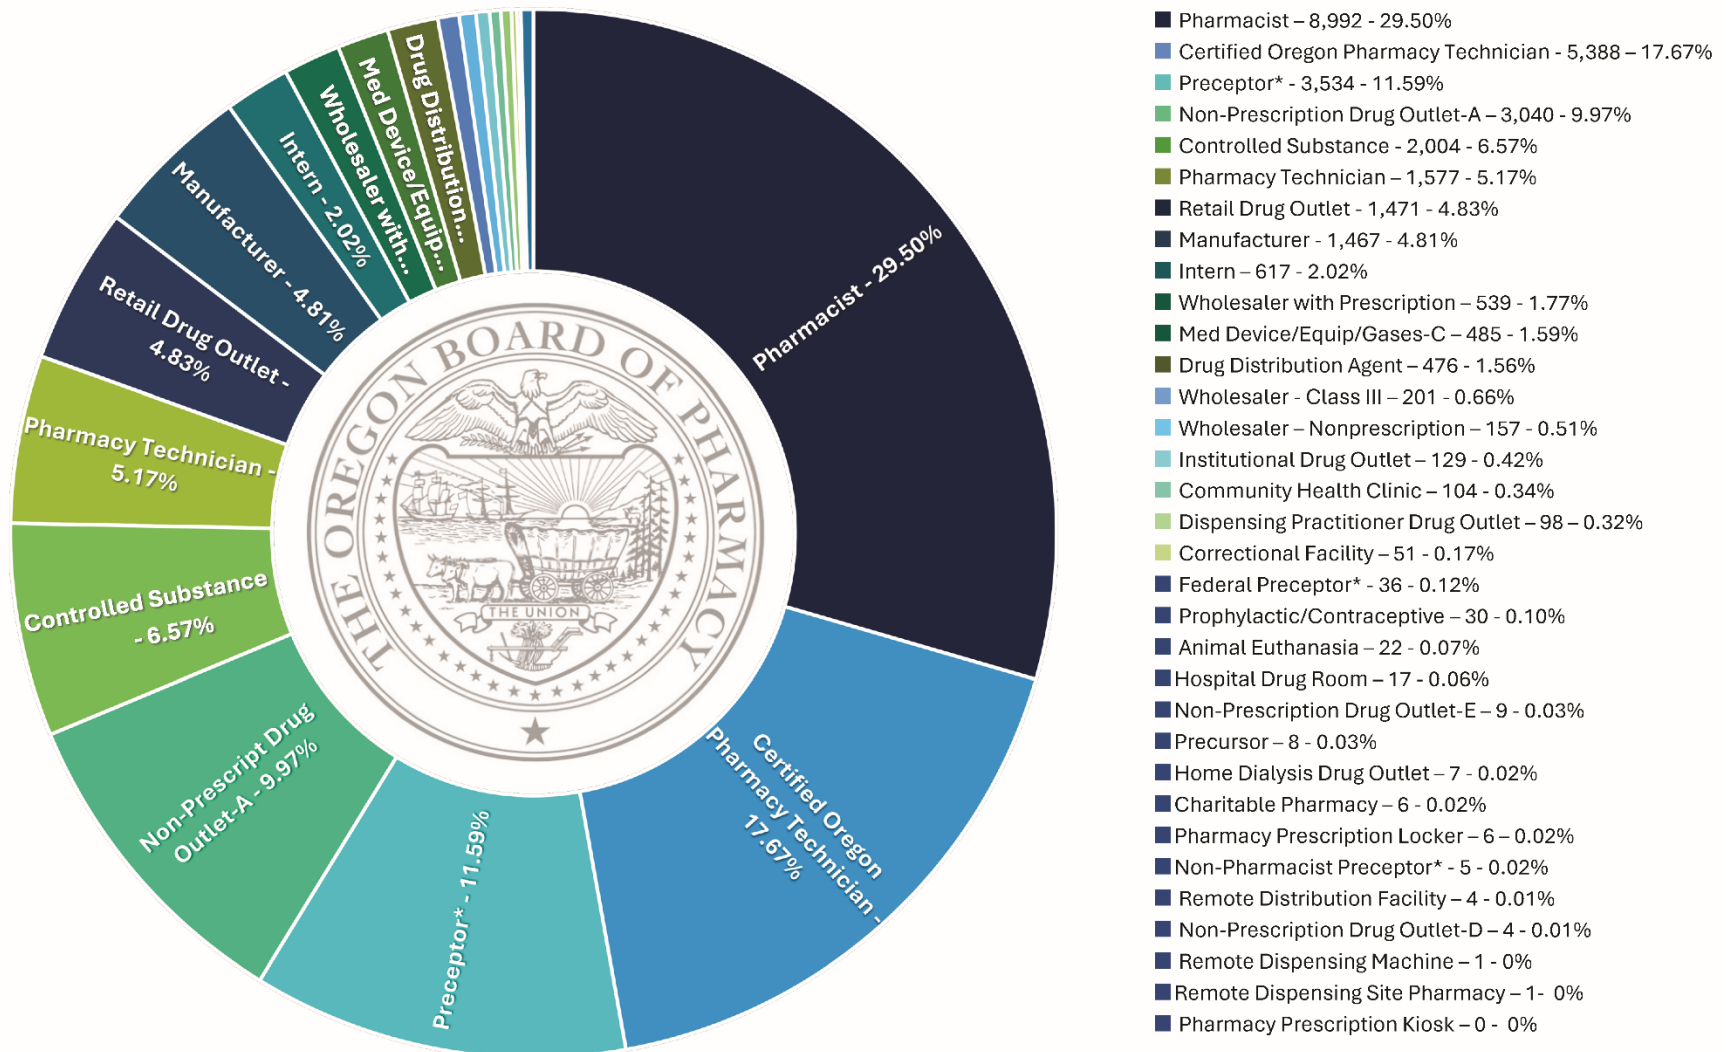 Pharmacist - 29.50%
Certified Oregon
Pharmacy Technician -
17.67%
Preceptor* - 11.59%
Non-Prescript Drug
Outlet-A - 9.97%
Controlled Substance
- 6.57%
Pharmacy Technician -
5.17%
Retail Drug Outlet -
4.83%
Manufacturer - 4.81%
Intern - 2.02%
Wholesaler with...
Med Device/Equip...
Drug Distribution...
THE OREGON BOARD OF PHARMACY
THE UNION
Pharmacist – 8,992 - 29.50%
Certified Oregon Pharmacy Technician - 5,388 – 17.67%
Preceptor* - 3,534 - 11.59%
Non-Prescription Drug Outlet-A – 3,040 - 9.97%
Controlled Substance - 2,004 - 6.57%
Pharmacy Technician – 1,577 - 5.17%
Retail Drug Outlet - 1,471 - 4.83%
Manufacturer - 1,467 - 4.81%
Intern – 617 - 2.02%
Wholesaler with Prescription – 539 - 1.77%
Med Device/Equip/Gases-C – 485 - 1.59%
Drug Distribution Agent – 476 - 1.56%
Wholesaler - Class III – 201 - 0.66%
Wholesaler – Nonprescription – 157 - 0.51%
Institutional Drug Outlet – 129 - 0.42%
Community Health Clinic – 104 - 0.34%
Dispensing Practitioner Drug Outlet – 98 – 0.32%
Correctional Facility – 51 - 0.17%
Federal Preceptor* - 36 - 0.12%
Prophylactic/Contraceptive – 30 - 0.10%
Animal Euthanasia – 22 - 0.07%
Hospital Drug Room – 17 - 0.06%
Non-Prescription Drug Outlet-E – 9 - 0.03%
Precursor – 8 - 0.03%
Home Dialysis Drug Outlet – 7 - 0.02%
Charitable Pharmacy – 6 - 0.02%
Pharmacy Prescription Locker – 6 – 0.02%
Non-Pharmacist Preceptor* - 5 - 0.02%
Remote Distribution Facility – 4 - 0.01%
Non-Prescription Drug Outlet-D – 4 - 0.01%
Remote Dispensing Machine – 1 - 0%
Remote Dispensing Site Pharmacy – 1- 0%
Pharmacy Prescription Kiosk – 0 - 0%